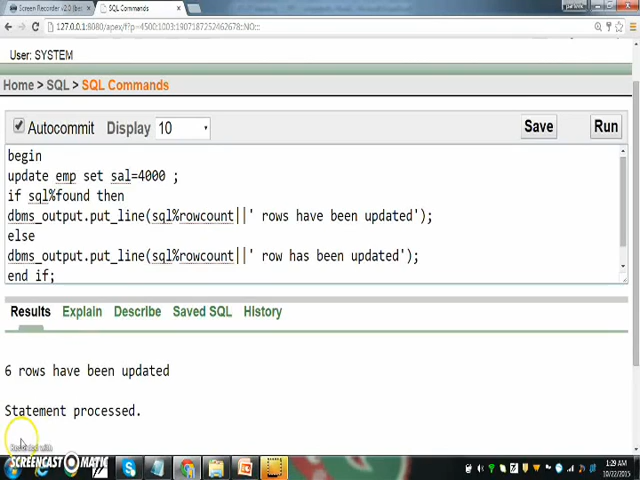 Screen Recorder v2.0 [be
SQL Commands
127.0.0.1:8080/apex/f?p=4500:1003:1907187252462678::NO:::
User: SYSTEM
Home > SQL > SQL Commands
Autocommit Display 10 Save Run
begin
update emp set sal=4000 ;
if sql%found then
dbms_output.put_line(sql%rowcount||' rows have been updated');
else
dbms_output.put_line(sql%rowcount||' row has been updated');
end if;
Results Explain Describe Saved SQL History
6 rows have been updated
Statement processed.
Recorded with
SCREENCAST-O-MATIC
1:29 AM
10/22/2015